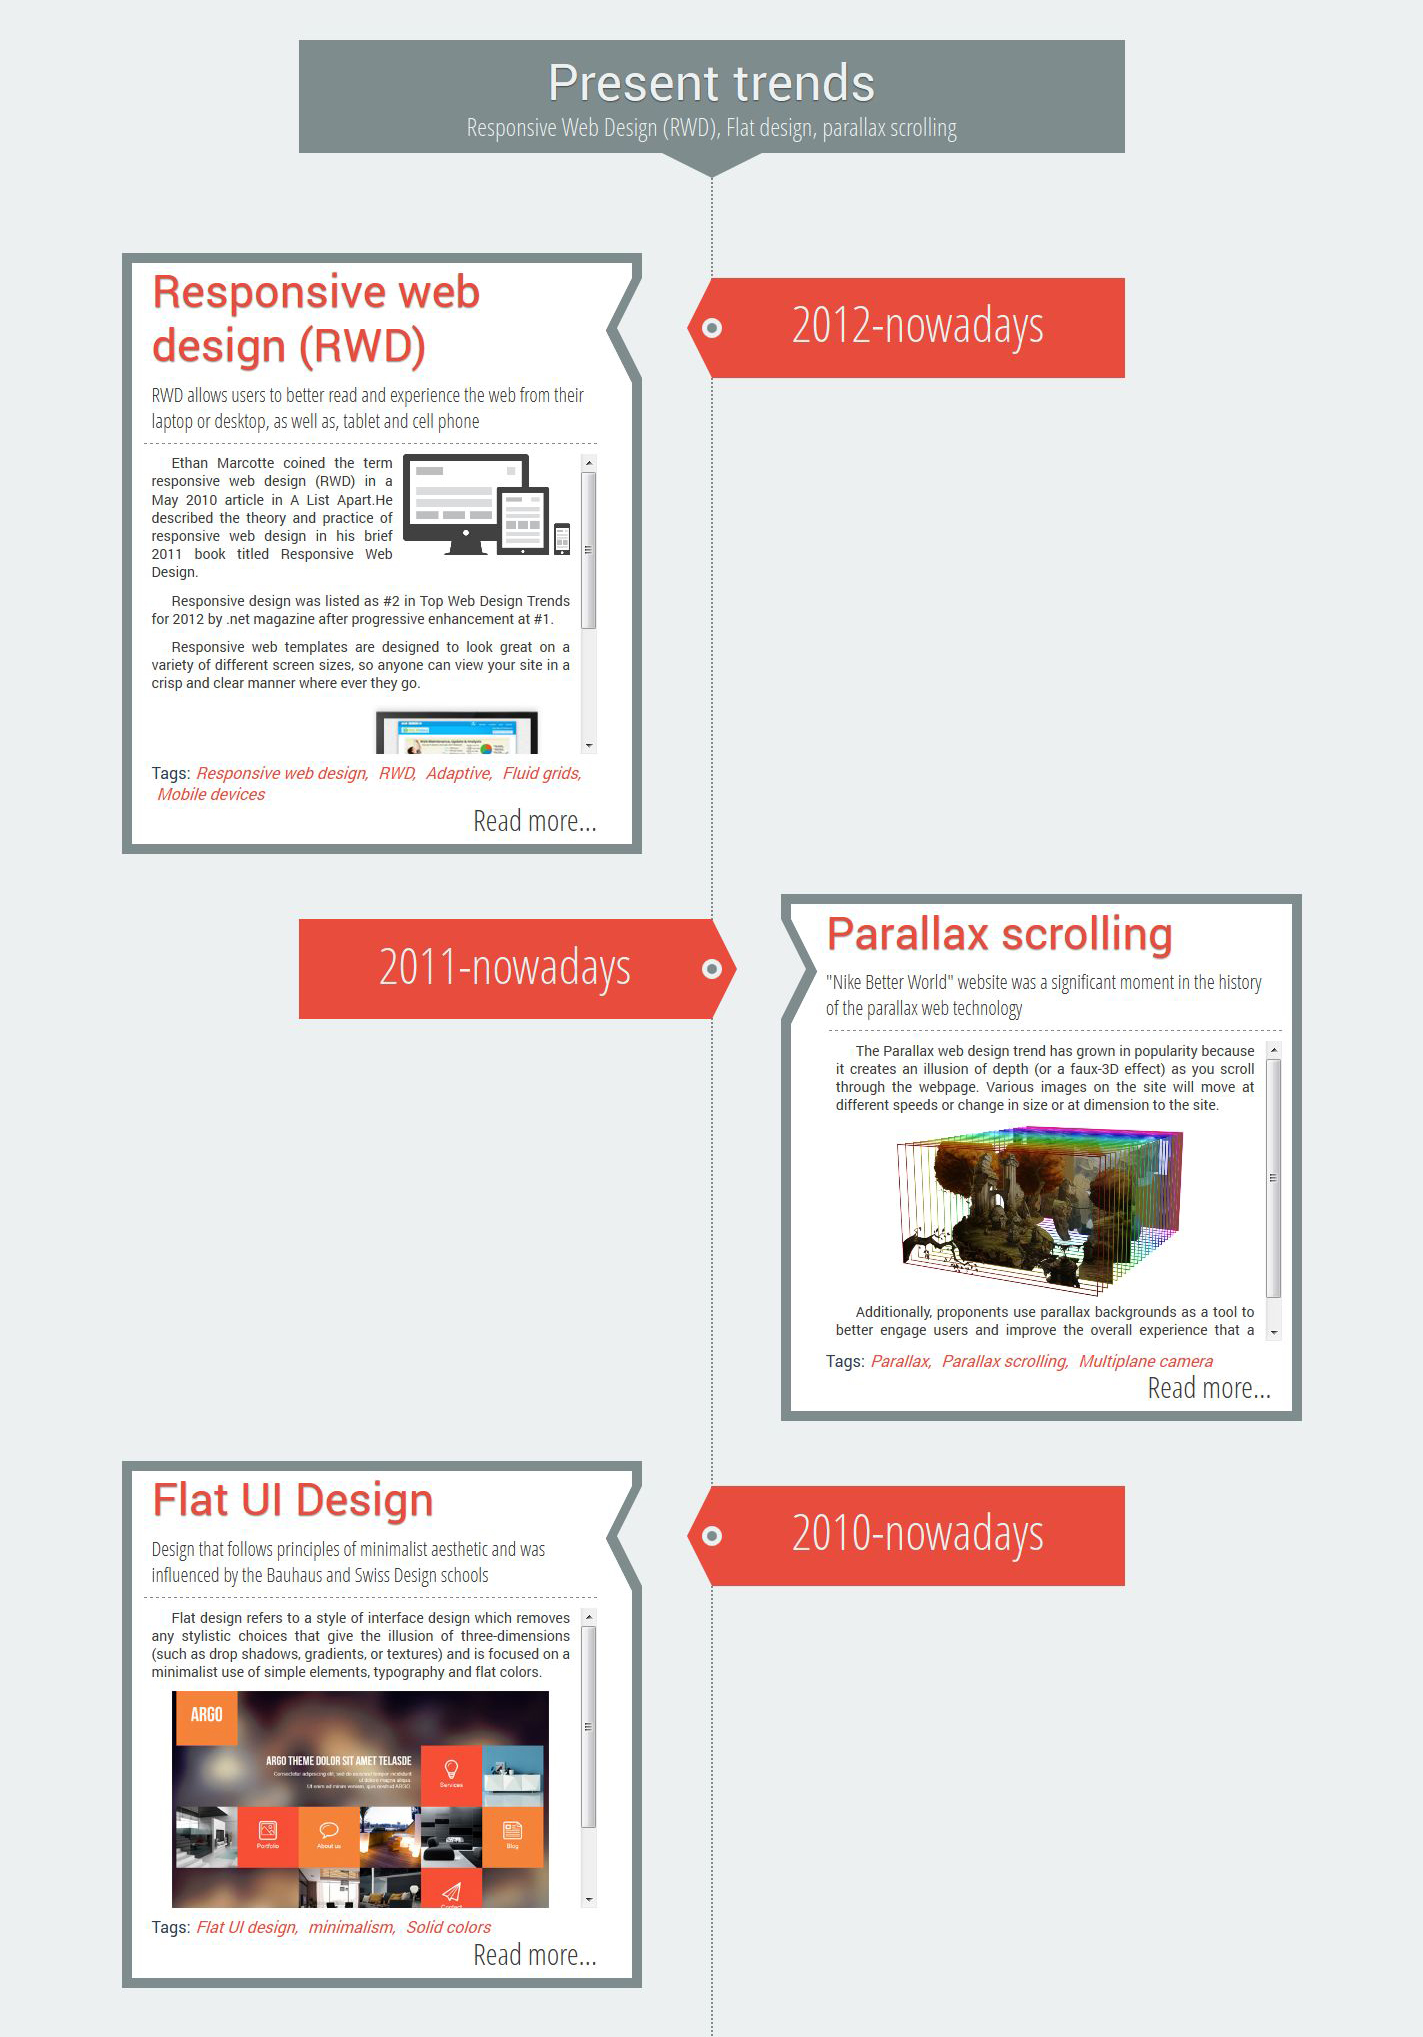 Present trends
Responsive Web Design (RWD), Flat design, parallax scrolling
Responsive web
design (RWD)
RWD allows users to better read and experience the web from their
laptop or desktop, as well as, tablet and cell phone
Ethan Marcotte coined the term
responsive web design (RWD) in a
May 2010 article in A List Apart.He
described the theory and practice of
responsive web design in his brief
2011 book titled Responsive Web
Design.
Responsive design was listed as #2 in Top Web Design Trends
for 2012 by .net magazine after progressive enhancement at #1.
Responsive web templates are designed to look great on a
variety of different screen sizes, so anyone can view your site in a
crisp and clear manner where ever they go.
Tags: Responsive web design, RWD, Adaptive, Fluid grids,
Mobile devices
Read more...
2012-nowadays
2011-nowadays
Parallax scrolling
"Nike Better World" website was a significant moment in the history
of the parallax web technology
The Parallax web design trend has grown in popularity because
it creates an illusion of depth (or a faux-3D effect) as you scroll
through the webpage. Various images on the site will move at
different speeds or change in size or at dimension to the site.
Additionally, proponents use parallax backgrounds as a tool to
better engage users and improve the overall experience that a
Tags: Parallax, Parallax scrolling, Multiplane camera
Read more...
Flat UI Design
Design that follows principles of minimalist aesthetic and was
influenced by the Bauhaus and Swiss Design schools
Flat design refers to a style of interface design which removes
any stylistic choices that give the illusion of three-dimensions
(such as drop shadows, gradients, or textures) and is focused on a
minimalist use of simple elements, typography and flat colors.
ARGO
ARGO THEME DOLOR SIT AMET TELASDE
Services
Portfolio
About us
Blog
Tags: Flat UI design, minimalism, Solid colors
Read more...
2010-nowadays